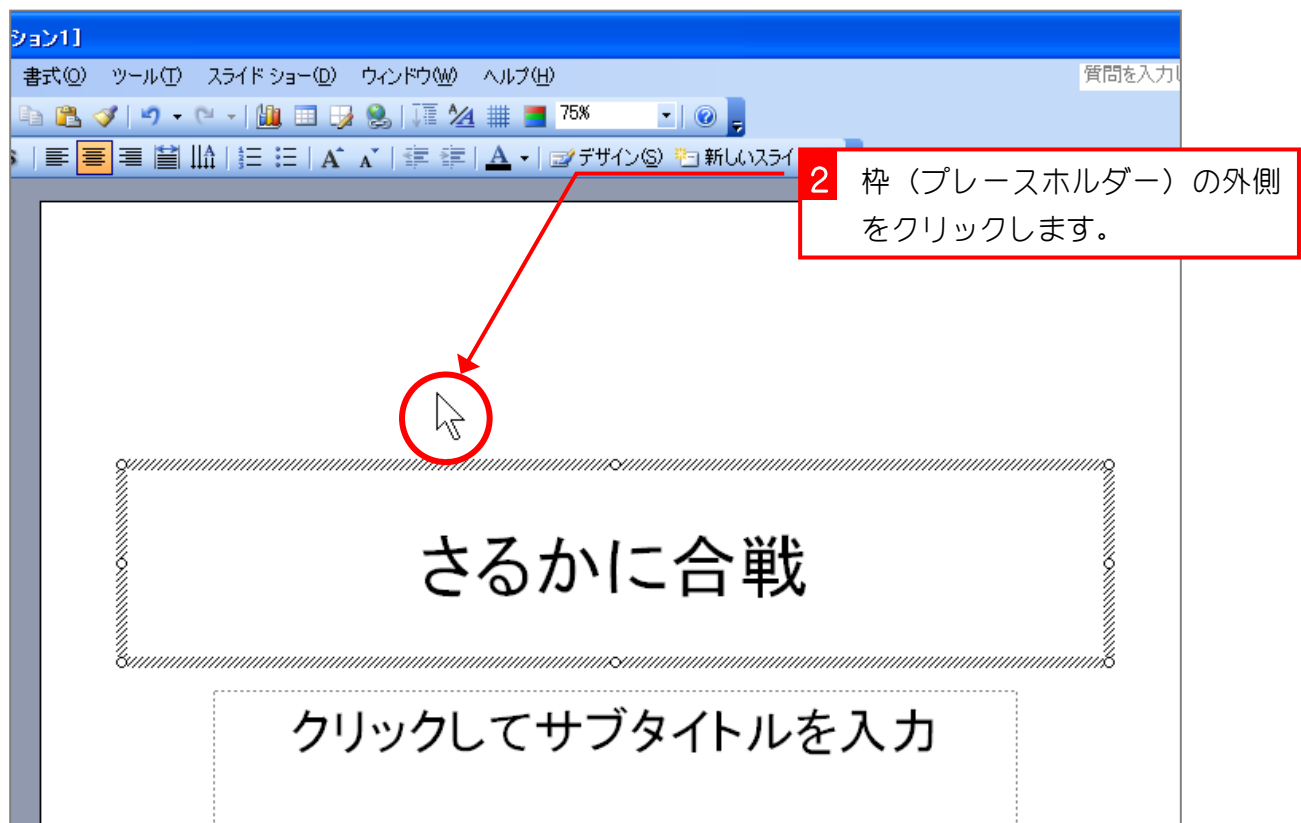 ション1]
書式(O) ツール(T) スライド ショー(D) ウィンドウ(W) ヘルプ(H) 質問を入力し
75%
デザイン(S) 新しいスライ
2 枠（プレースホルダー）の外側
をクリックします。
さるかに合戦
クリックしてサブタイトルを入力